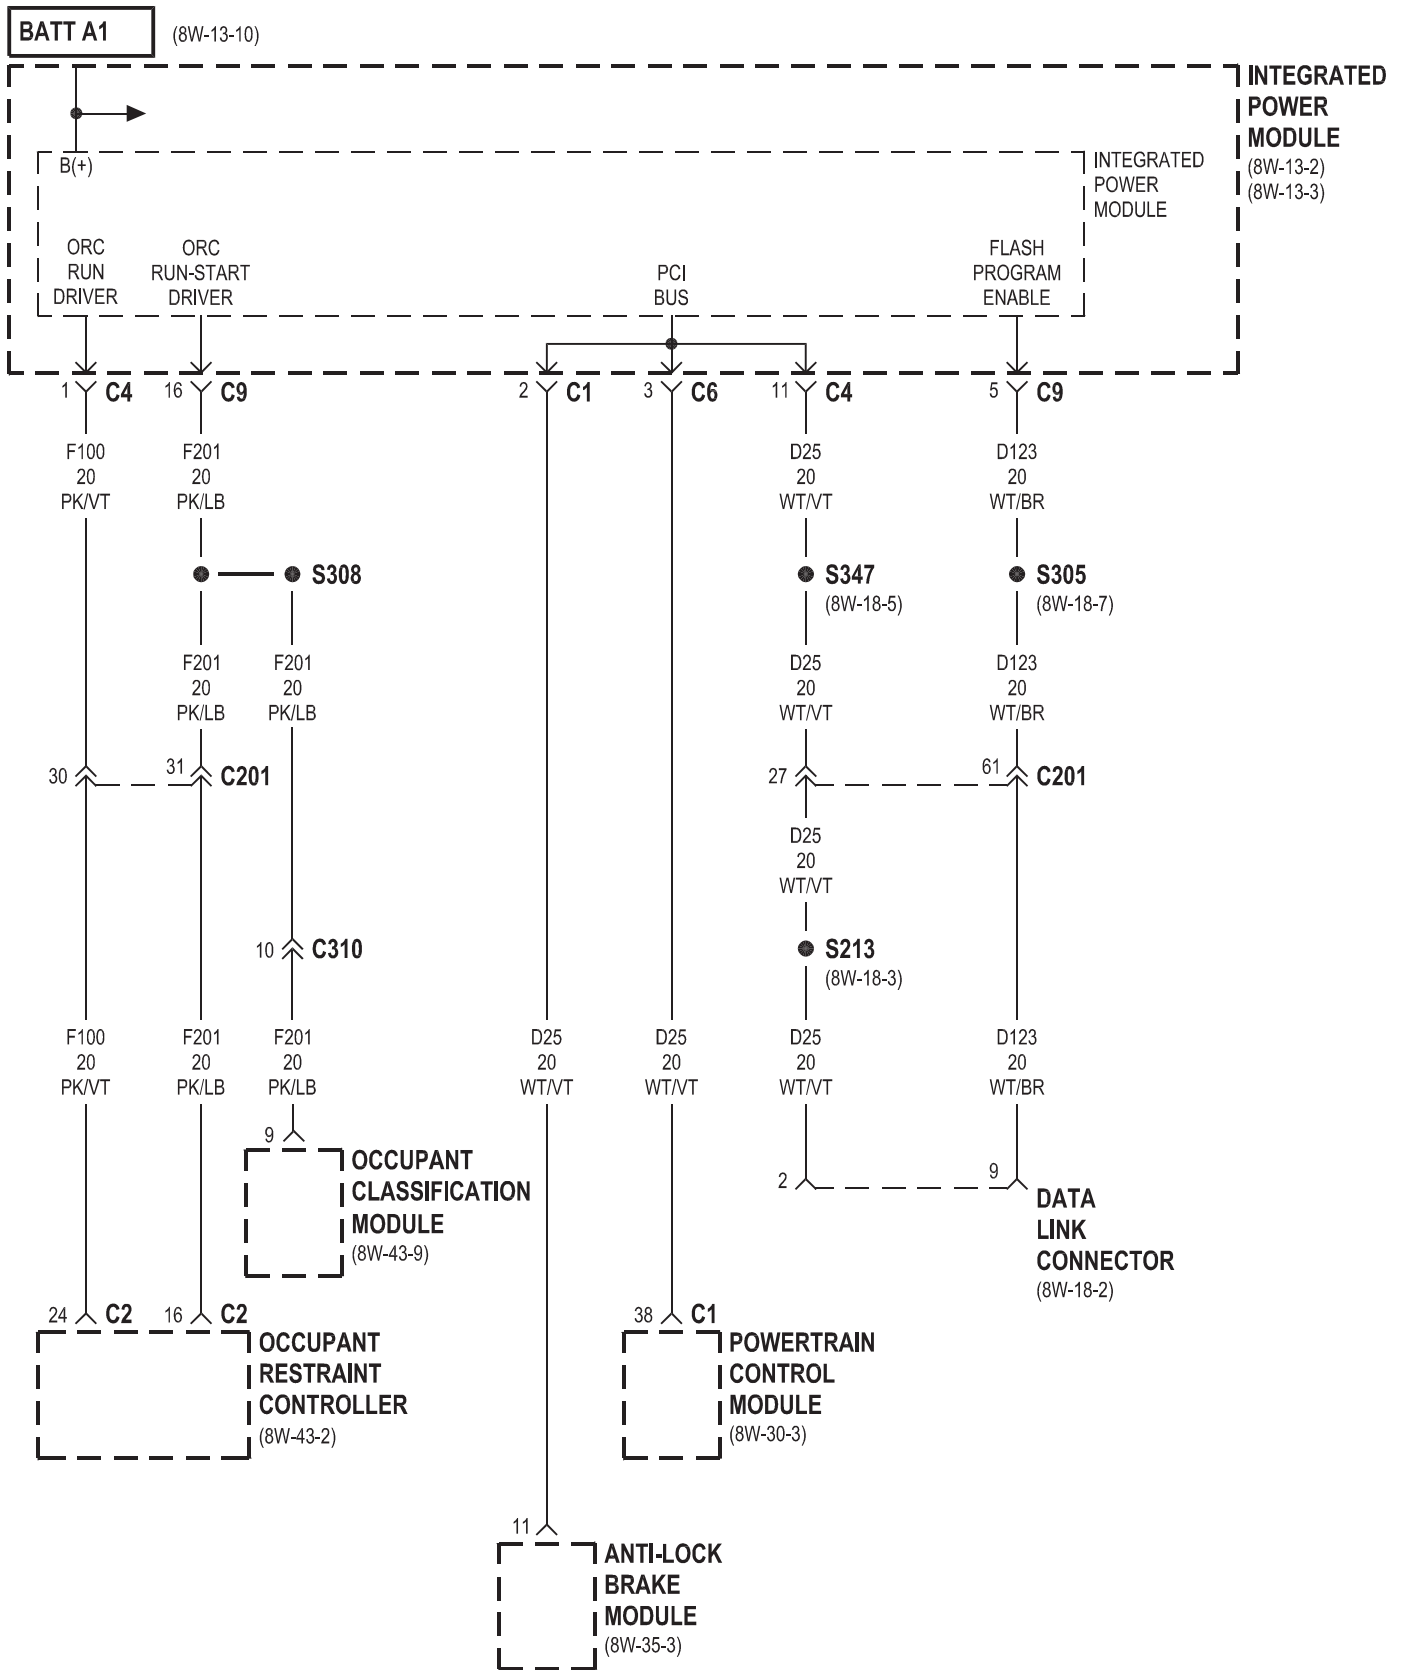 BATT A1
(8W-13-10)
INTEGRATED
POWER
MODULE
(8W-13-2)
(8W-13-3)
B(+)
INTEGRATED
POWER
MODULE
ORC
RUN
DRIVER
ORC
RUN-START
DRIVER
PCI
BUS
FLASH
PROGRAM
ENABLE
1 C4
16 C9
2 C1
3 C6
11 C4
5 C9
F100
20
PK/VT
F201
20
PK/LB
D25
20
WT/VT
D123
20
WT/BR
S308
S347
(8W-18-5)
S305
(8W-18-7)
F201
20
PK/LB
F201
20
PK/LB
D25
20
WT/VT
D123
20
WT/BR
30
31 C201
27
61 C201
D25
20
WT/VT
10 C310
S213
(8W-18-3)
F100
20
PK/VT
F201
20
PK/LB
F201
20
PK/LB
D25
20
WT/VT
D25
20
WT/VT
D25
20
WT/VT
D123
20
WT/BR
9
OCCUPANT
CLASSIFICATION
MODULE
(8W-43-9)
2
9
DATA
LINK
CONNECTOR
(8W-18-2)
24 C2
16 C2
OCCUPANT
RESTRAINT
CONTROLLER
(8W-43-2)
38 C1
POWERTRAIN
CONTROL
MODULE
(8W-30-3)
11
ANTI-LOCK
BRAKE
MODULE
(8W-35-3)